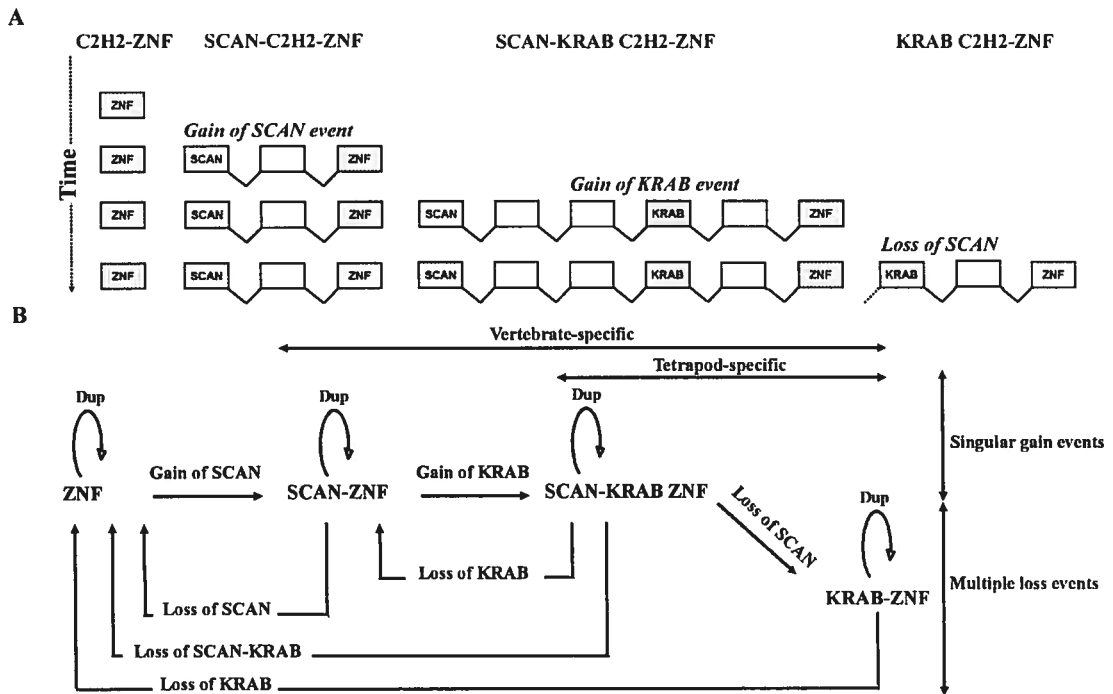 A
C2H2-ZNF SCAN-C2H2-ZNF SCAN-KRAB C2H2-ZNF KRAB C2H2-ZNF
Time
ZNF
Gain of SCAN event
ZNF SCAN ZNF
Gain of KRAB event
ZNF SCAN ZNF SCAN KRAB ZNF
Loss of SCAN
ZNF SCAN ZNF SCAN KRAB ZNF KRAB ZNF
B
Vertebrate-specific
Tetrapod-specific
Dup Dup Dup
Singular gain events
Gain of SCAN Gain of KRAB
ZNF SCAN-ZNF SCAN-KRAB ZNF
Loss of SCAN
Dup
Loss of KRAB
Multiple loss events
KRAB-ZNF
Loss of SCAN
Loss of SCAN-KRAB
Loss of KRAB